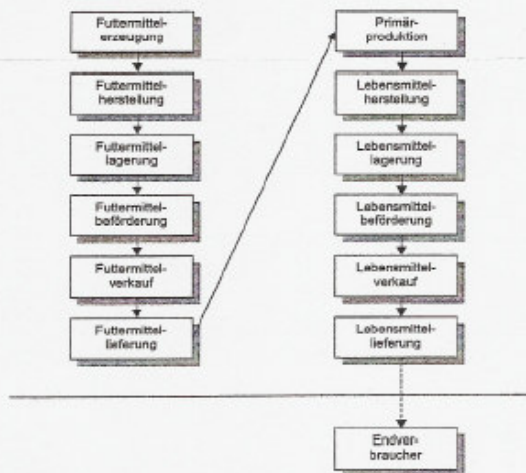 Futtermittel-
erzeugung
Futtermittel-
herstellung
Futtermittel-
lagerung
Futtermittel-
beförderung
Futtermittel-
verkauf
Futtermittel-
lieferung
Primär-
produktion
Lebensmittel-
herstellung
Lebensmittel-
lagerung
Lebensmittel-
beförderung
Lebensmittel-
verkauf
Lebensmittel-
lieferung
Endver-
braucher